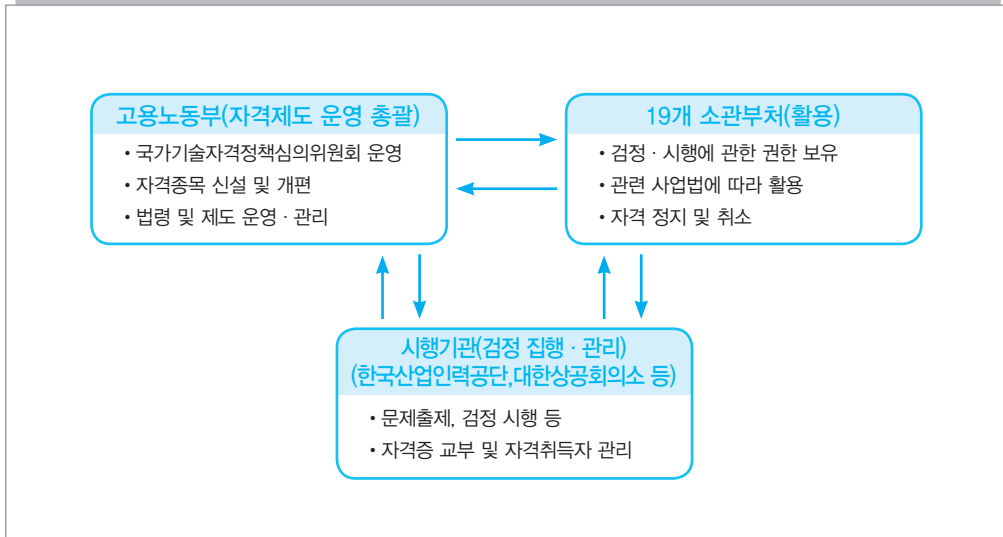 고용노동부(자격제도 운영 총괄)
• 국가기술자격정책심의위원회 운영
• 자격종목 신설 및 개편
• 법령 및 제도 운영 · 관리
19개 소관부처(활용)
• 검정 · 시행에 관한 권한 보유
• 관련 사업법에 따라 활용
• 자격 정지 및 취소
시행기관(검정 집행 · 관리)
(한국산업인력공단,대한상공회의소 등)
• 문제출제, 검정 시행 등
• 자격증 교부 및 자격취득자 관리